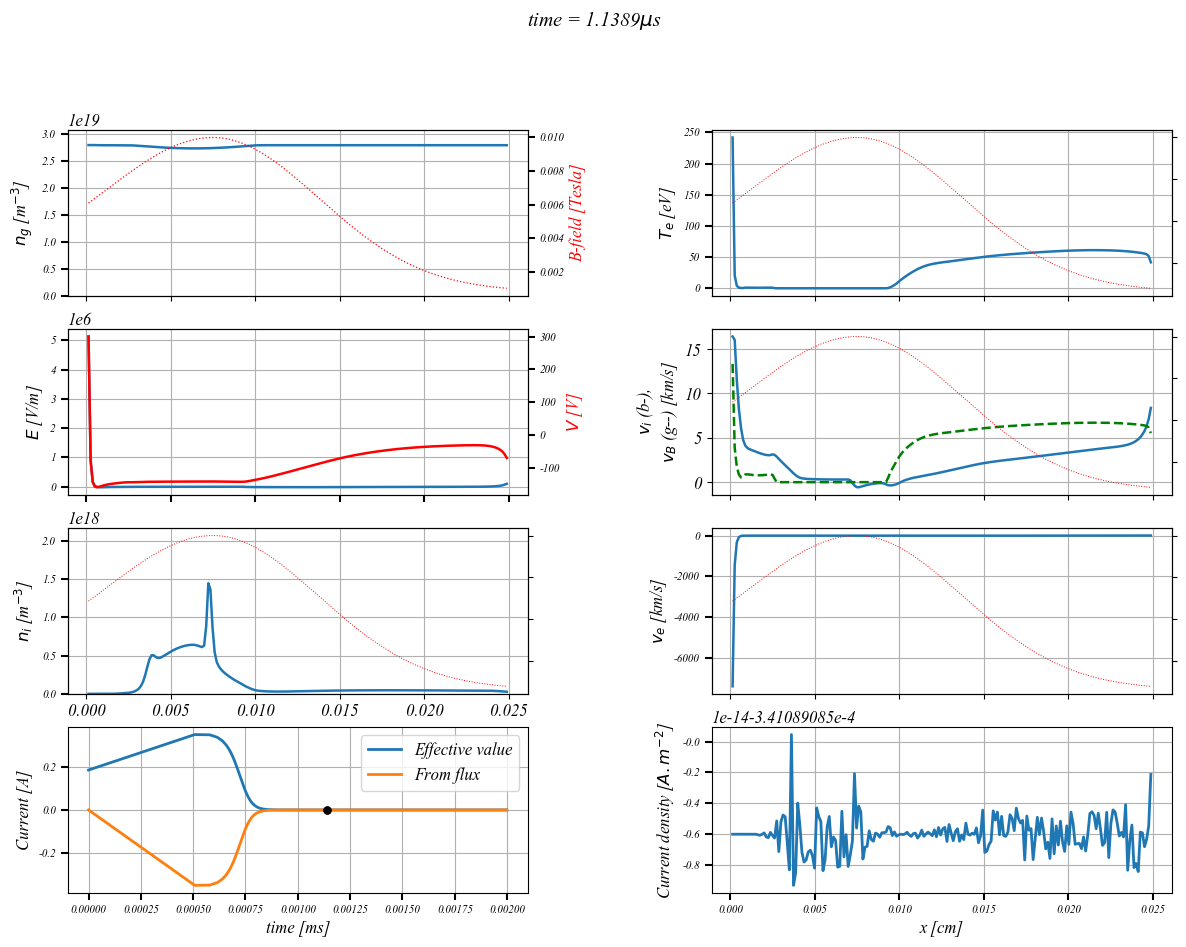 time = 1.1389μs
1e19
3.0
2.5
2.0
1.5
1.0
0.5
0.0
n_g [m⁻³]
0.010
0.008
0.006
0.004
0.002
B-field [Tesla]
250
200
150
100
50
0
T_e [eV]
1e6
5
4
3
2
1
0
E [V/m]
300
200
100
0
-100
V [V]
15
10
5
0
v_i (b-),
v_B (g--) [km/s]
1e18
2.0
1.5
1.0
0.5
0.0
n_i [m⁻³]
0.000 0.005 0.010 0.015 0.020 0.025
0
-2000
-4000
-6000
v_e [km/s]
0.2
0.0
-0.2
Current [A]
Effective value
From flux
0.00000 0.00025 0.00050 0.00075 0.00100 0.00125 0.00150 0.00175 0.00200
time [ms]
1e-14-3.41089085e-4
-0.0
-0.2
-0.4
-0.6
-0.8
Current density [A.m⁻²]
0.000 0.005 0.010 0.015 0.020 0.025
x [cm]